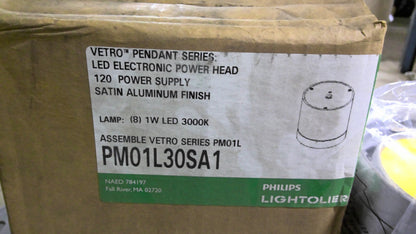 VETRO™ PENDANT SERIES:
LED ELECTRONIC POWER HEAD
120 POWER SUPPLY
SATIN ALUMINUM FINISH
LAMP: (8) 1W LED 3000K
ASSEMBLE VETRO SERIES PM01L
PM01L30SA1
NAED 784197
Fall River, MA 02720
PHILIPS
LIGHTOLIER